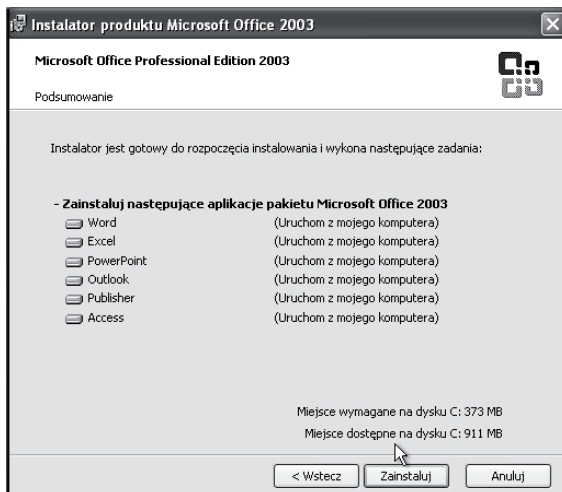 Instalator produktu Microsoft Office 2003
Microsoft Office Professional Edition 2003
Podsumowanie
Instalator jest gotowy do rozpoczęcia instalowania i wykona następujące zadania:
- Zainstaluj następujące aplikacje pakietu Microsoft Office 2003
Word (Uruchom z mojego komputera)
Excel (Uruchom z mojego komputera)
PowerPoint (Uruchom z mojego komputera)
Outlook (Uruchom z mojego komputera)
Publisher (Uruchom z mojego komputera)
Access (Uruchom z mojego komputera)
Miejsce wymagane na dysku C: 373 MB
Miejsce dostępne na dysku C: 911 MB
< Wstecz Zainstaluj Anuluj